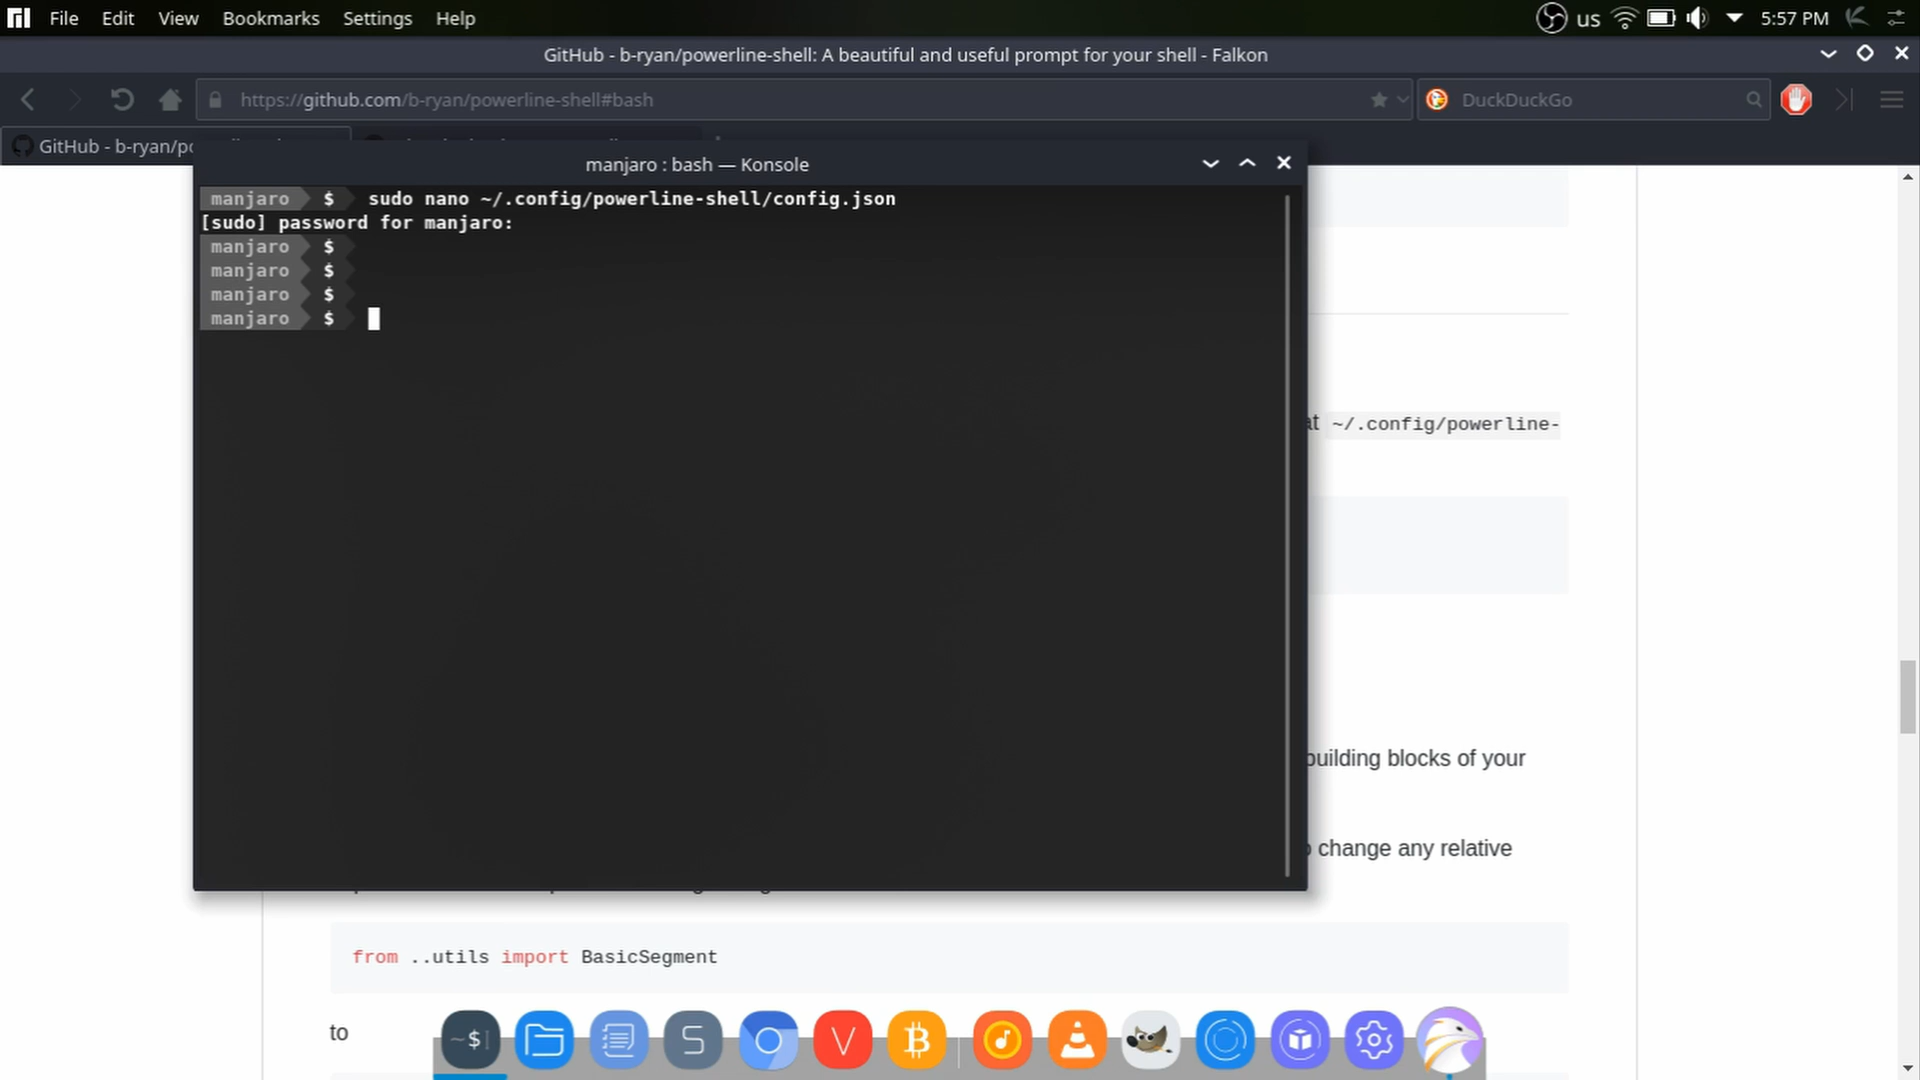 File Edit View Bookmarks Settings Help
us 5:57 PM
GitHub - b-ryan/powerline-shell: A beautiful and useful prompt for your shell - Falkon
https://github.com/b-ryan/powerline-shell#bash
DuckDuckGo
GitHub - b-ryan/po
manjaro : bash — Konsole
manjaro $ sudo nano ~/.config/powerline-shell/config.json
[sudo] password for manjaro:
manjaro $
manjaro $
manjaro $
manjaro $
at ~/.config/powerline-
building blocks of your
change any relative
from ..utils import BasicSegment
to
~$
S
V